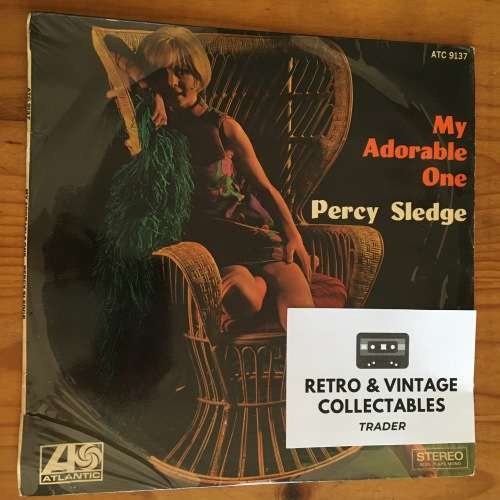 ATC 9137
My
Adorable
One
Percy Sledge
RETRO & VINTAGE
COLLECTABLES
TRADER
ATLANTIC
STEREO